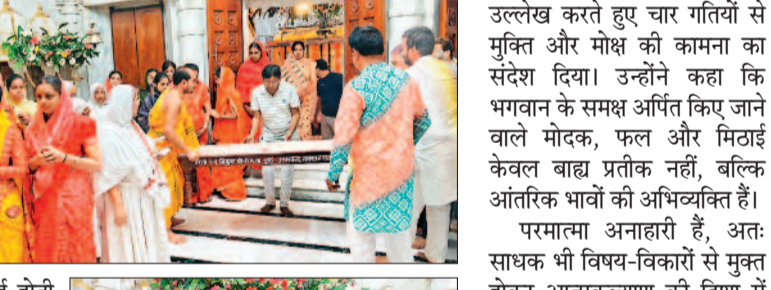 उल्लेख करते हुए चार गतियों से
मुक्ति और मोक्ष की कामना का
संदेश दिया। उन्होंने कहा कि
भगवान के समक्ष अर्पित किए जाने
वाले मोदक, फल और मिठाई
केवल बाह्य प्रतीक नहीं, बल्कि
आंतरिक भावों की अभिव्यक्ति हैं।
परमात्मा अनाहारी हैं, अतः
साधक भी विषय-विकारों से मुक्त